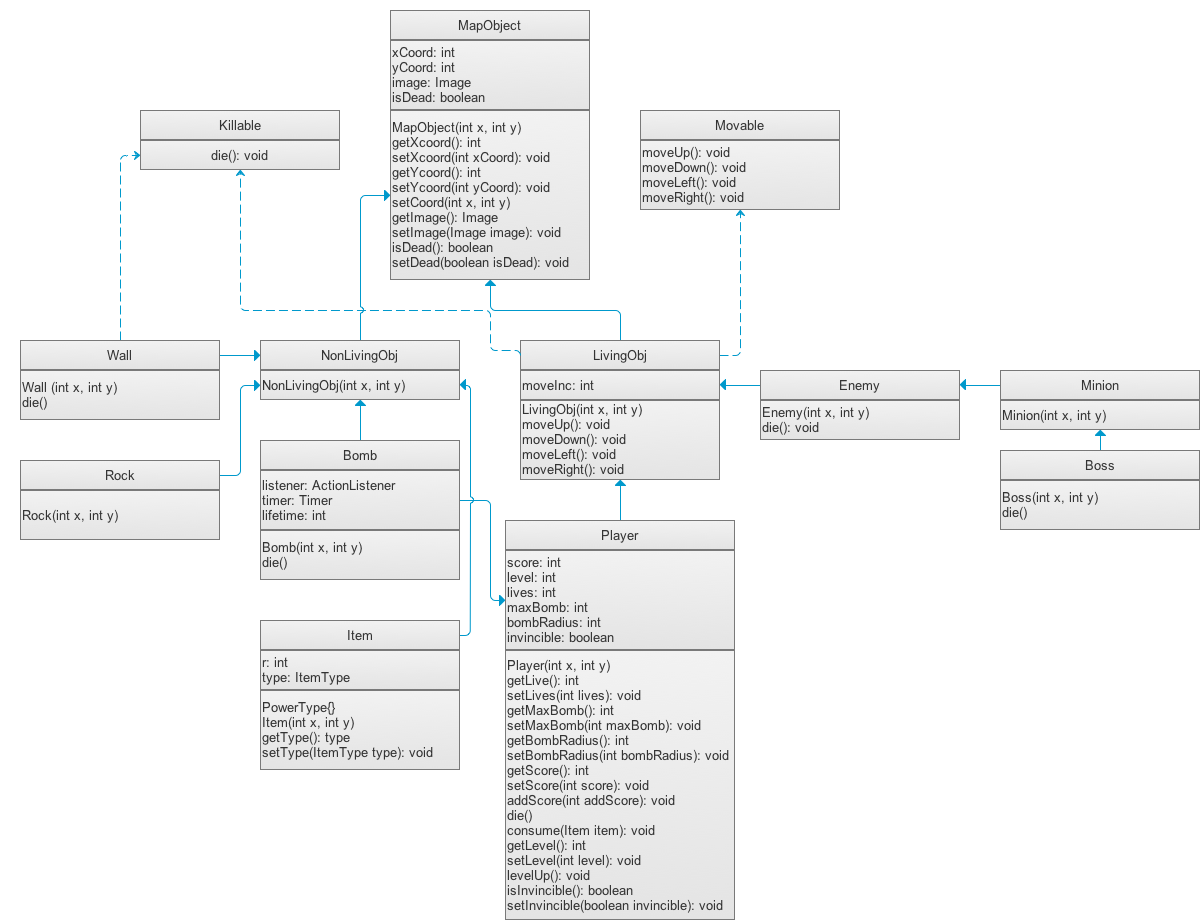 MapObject
xCoord: int
yCoord: int
image: Image
isDead: boolean
MapObject(int x, int y)
getXcoord(): int
setXcoord(int xCoord): void
getYcoord(): int
setYcoord(int yCoord): void
setCoord(int x, int y)
getImage(): Image
setImage(Image image): void
isDead(): boolean
setDead(boolean isDead): void
Killable
die(): void
Movable
moveUp(): void
moveDown(): void
moveLeft(): void
moveRight(): void
Wall
Wall (int x, int y)
die()
NonLivingObj
NonLivingObj(int x, int y)
LivingObj
moveInc: int
LivingObj(int x, int y)
moveUp(): void
moveDown(): void
moveLeft(): void
moveRight(): void
Enemy
Enemy(int x, int y)
die(): void
Minion
Minion(int x, int y)
Rock
Rock(int x, int y)
Bomb
listener: ActionListener
timer: Timer
lifetime: int
Bomb(int x, int y)
die()
Boss
Boss(int x, int y)
die()
Player
score: int
level: int
lives: int
maxBomb: int
bombRadius: int
invincible: boolean
Player(int x, int y)
getLive(): int
setLives(int lives): void
getMaxBomb(): int
setMaxBomb(int maxBomb): void
getBombRadius(): int
setBombRadius(int bombRadius): void
getScore(): int
setScore(int score): void
addScore(int addScore): void
die()
consume(Item item): void
getLevel(): int
setLevel(int level): void
levelUp(): void
isInvincible(): boolean
setInvincible(boolean invincible): void
Item
r: int
type: ItemType
PowerType{}
Item(int x, int y)
getType(): type
setType(ItemType type): void